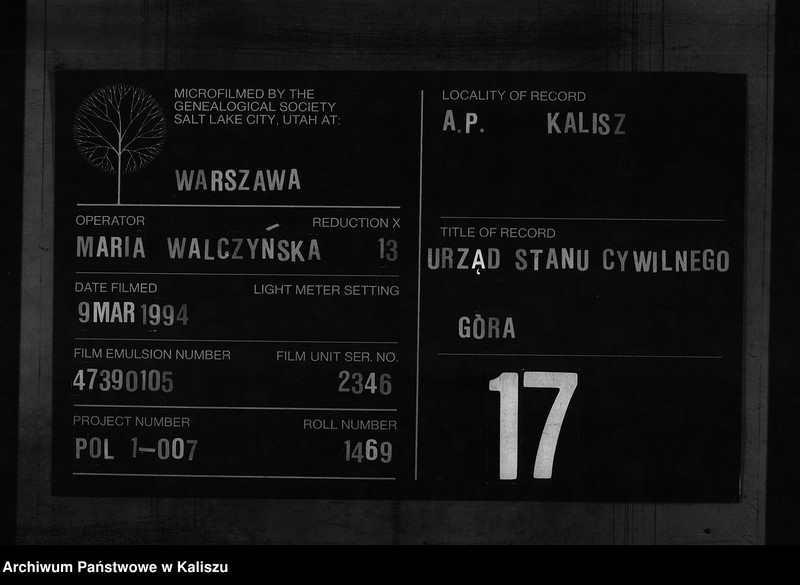 MICROFILMED BY THE
GENEALOGICAL SOCIETY
SALT LAKE CITY, UTAH AT:
WARSZAWA
OPERATOR REDUCTION X
MARIA WALCZYŃSKA 13
DATE FILMED LIGHT METER SETTING
9 MAR 1994
FILM EMULSION NUMBER FILM UNIT SER. NO.
47390105 2346
PROJECT NUMBER ROLL NUMBER
POL 1-007 1469
LOCALITY OF RECORD
A.P. KALISZ
TITLE OF RECORD
URZĄD STANU CYWILNEGO
GÒRA
17
Archiwum Państwowe w Kaliszu